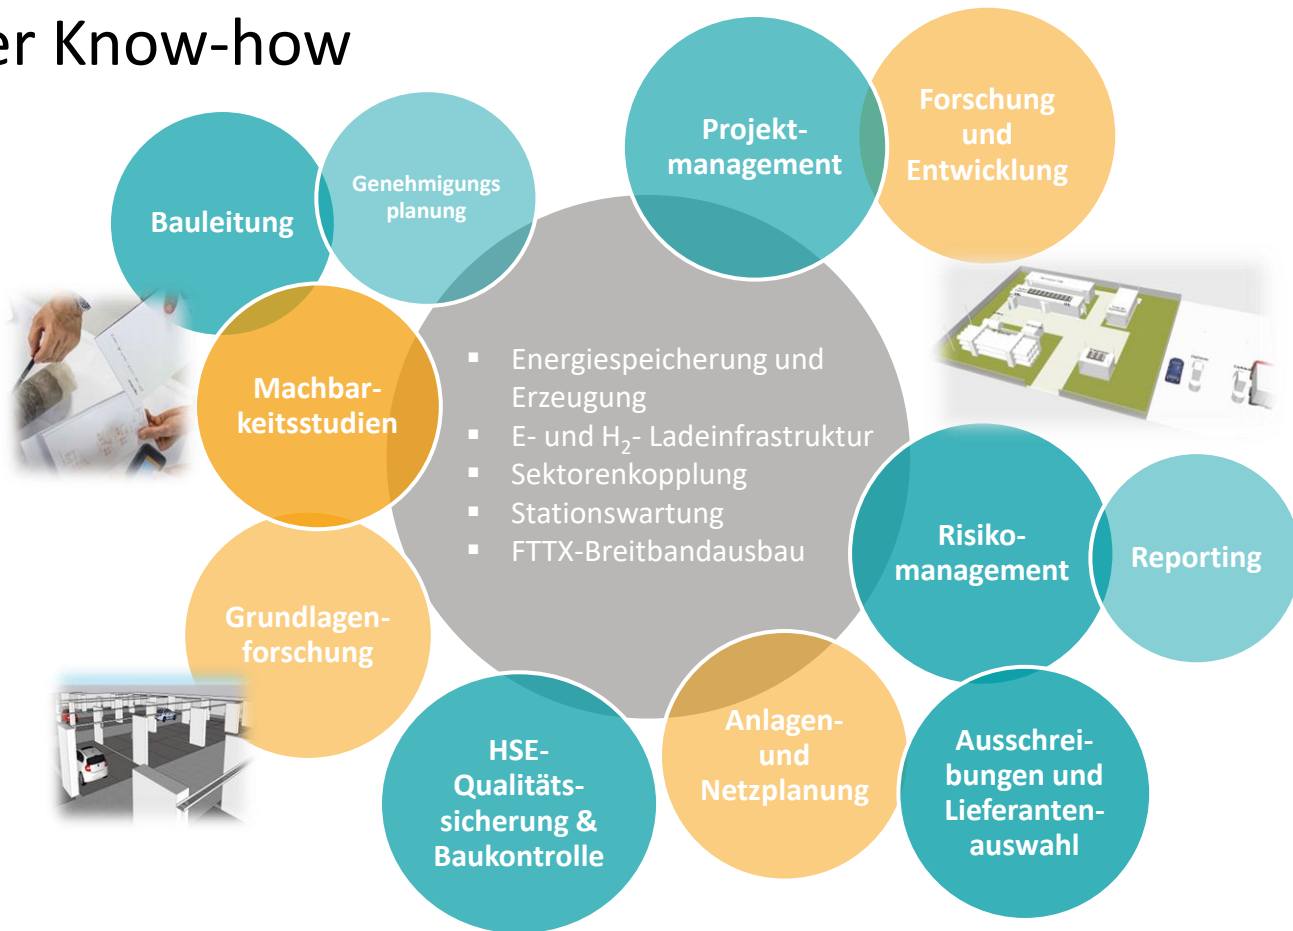 er Know-how
Projekt-
management
Forschung
und
Entwicklung
Genehmigungs
planung
Bauleitung
Machbar-
keitsstudien
▪ Energiespeicherung und
Erzeugung
▪ E- und H₂- Ladeinfrastruktur
▪ Sektorenkopplung
▪ Stationswartung
▪ FTTX-Breitbandausbau
Risiko-
management
Reporting
Grundlagen-
forschung
HSE-
Qualitäts-
sicherung &
Baukontrolle
Anlagen-
und
Netzplanung
Ausschrei-
bungen und
Lieferanten-
auswahl